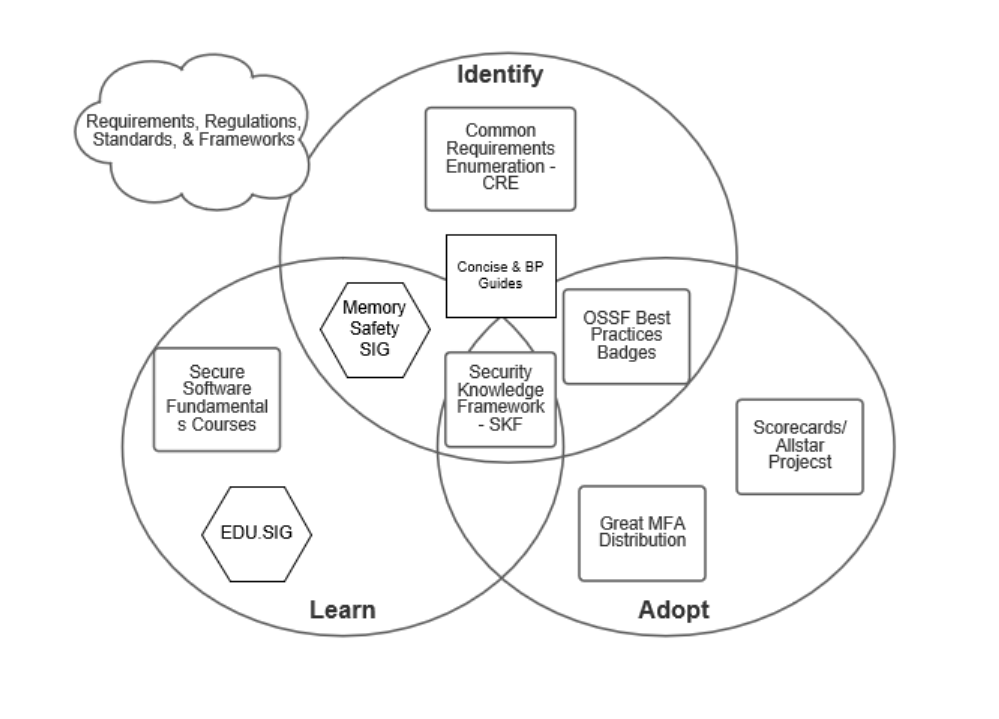 Identify
Requirements, Regulations,
Standards, & Frameworks
Common
Requirements
Enumeration -
CRE
Concise & BP
Guides
Memory
Safety
SIG
OSSF Best
Practices
Badges
Secure
Software
Fundamental
s Courses
Security
Knowledge
Framework
- SKF
Scorecards/
Allstar
Projecst
EDU.SIG
Great MFA
Distribution
Learn
Adopt